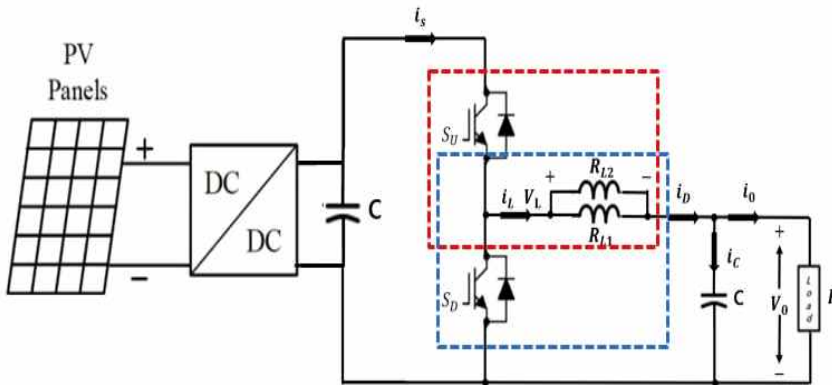 PV
Panels
+
−
DC
DC
C
i_s
S_U
S_D
i_L
V_L
+
−
R_L2
R_L1
i_D
i_0
i_C
C
+
V_0
−
Load